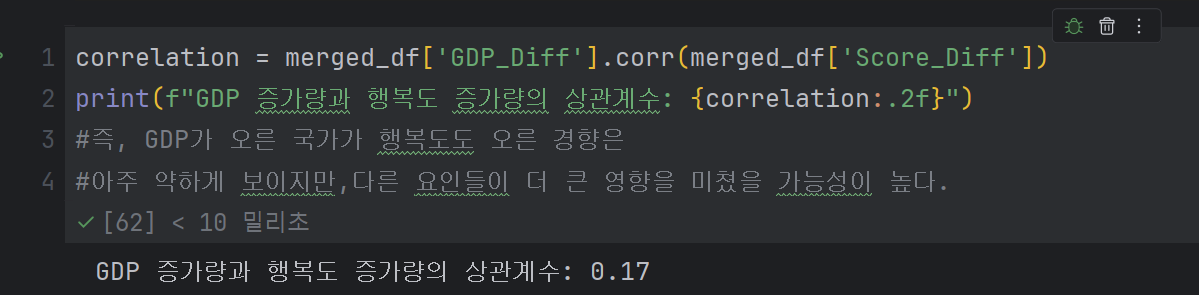 1 correlation = merged_df['GDP_Diff'].corr(merged_df['Score_Diff'])
2 print(f"GDP 증가량과 행복도 증가량의 상관계수: {correlation:.2f}")
3 #즉, GDP가 오른 국가가 행복도도 오른 경향은
4 #아주 약하게 보이지만,다른 요인들이 더 큰 영향을 미쳤을 가능성이 높다.
[62] < 10 밀리초
GDP 증가량과 행복도 증가량의 상관계수: 0.17